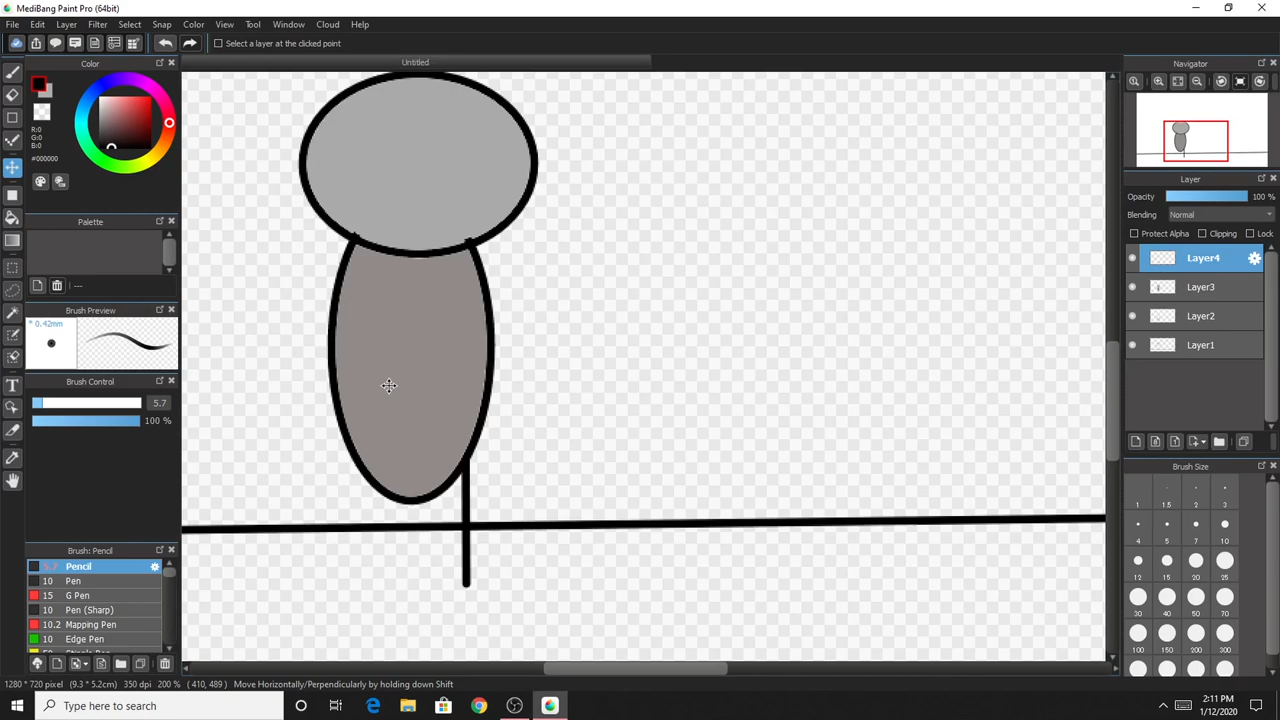 MediBang Paint Pro (64bit)
File Edit Layer Filter Select Snap Color View Tool Window Cloud Help
Select a layer at the clicked point
Color
Untitled
Navigator
R:0
G:0
B:0
#000000
Palette
---
Brush Preview
* 0.42mm
Brush Control
5.7
100 %
Brush: Pencil
5.7 Pencil
10 Pen
15 G Pen
10 Pen (Sharp)
10.2 Mapping Pen
10 Edge Pen
Layer
Opacity 100 %
Blending Normal
Protect Alpha Clipping Lock
Layer4
Layer3
Layer2
Layer1
Brush Size
1 1.5 2 3
4 5 7 10
12 15 20 25
30 40 50 70
100 150 200 300
1280 * 720 pixel (9.3 * 5.2cm) 350 dpi 200 % ( 410, 489 ) Move Horizontally/Perpendicularly by holding down Shift
Type here to search
2:11 PM
1/12/2020